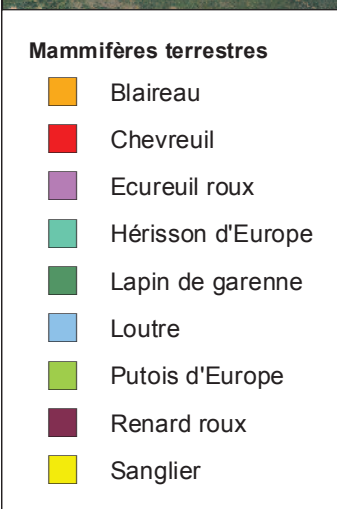 Mammifères terrestres
Blaireau
Chevreuil
Ecureuil roux
Hérisson d'Europe
Lapin de garenne
Loutre
Putois d'Europe
Renard roux
Sanglier